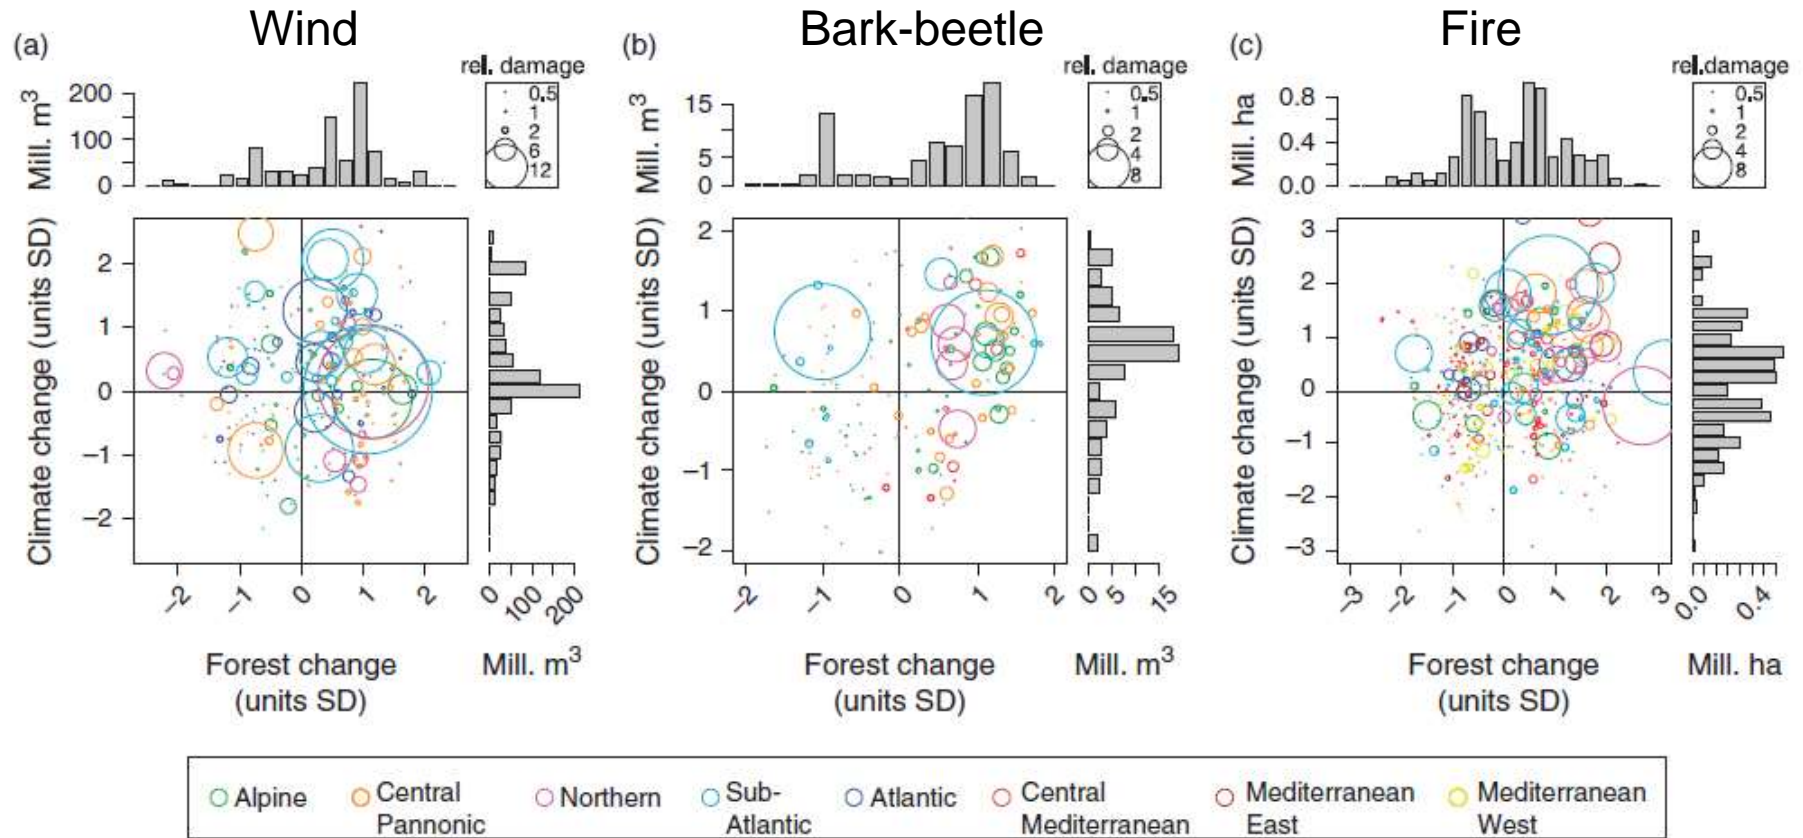 Wind
Bark-beetle
Fire
(a)
rel. damage
Mill. m³
200
100
0
0.5
1
2
6
12
Climate change (units SD)
2
1
0
−1
−2
−2
−1
0
1
2
0
100
200
Forest change
(units SD)
Mill. m³
(b)
rel. damage
Mill. m³
15
5
0
0.5
1
2
4
8
Climate change (units SD)
2
1
0
−1
−2
−2
−1
0
1
2
0
5
15
Forest change
(units SD)
Mill. m³
(c)
rel.damage
Mill. ha
0.8
0.4
0.0
0.5
1
2
4
8
Climate change (units SD)
3
2
1
0
−1
−2
−3
−3
−2
−1
0
1
2
3
0.0
0.4
Forest change
(units SD)
Mill. ha
Alpine
Central
Pannonic
Northern
Sub-
Atlantic
Atlantic
Central
Mediterranean
Mediterranean
East
Mediterranean
West